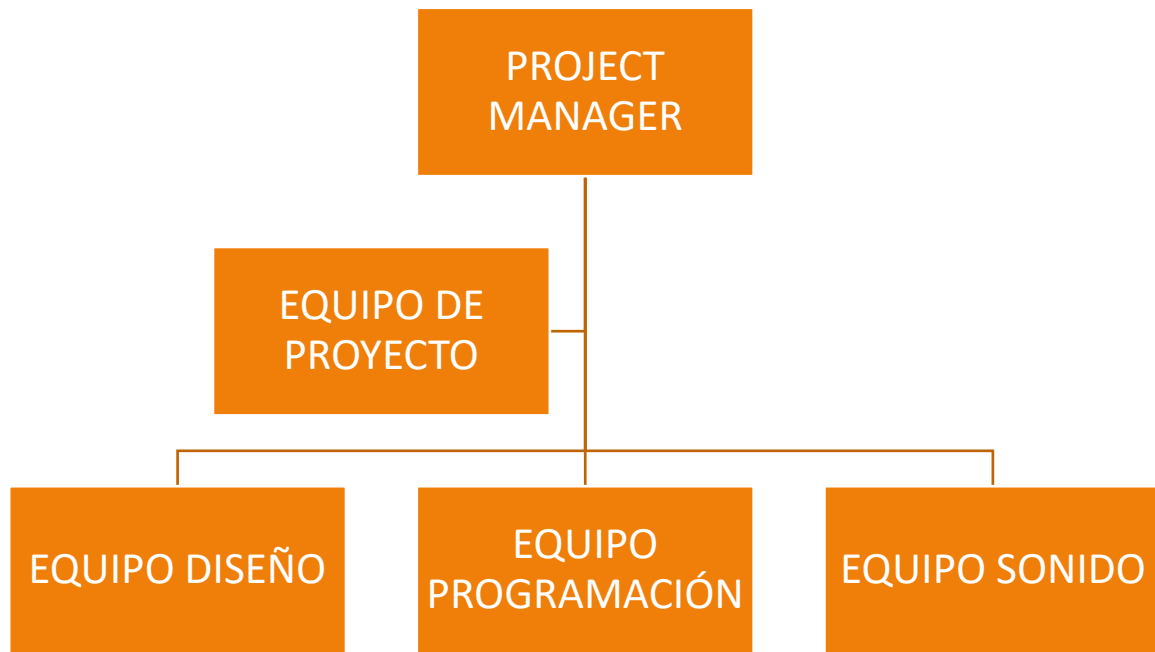 PROJECT
MANAGER
EQUIPO DE
PROYECTO
EQUIPO DISEÑO
EQUIPO
PROGRAMACIÓN
EQUIPO SONIDO